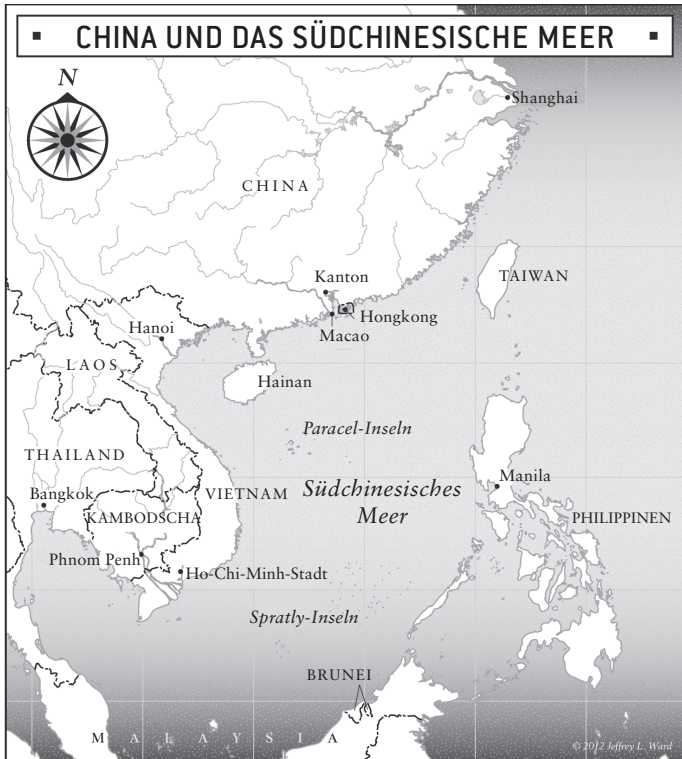 CHINA UND DAS SÜDCHINESISCHE MEER
N
Shanghai
CHINA
Kanton
TAIWAN
Hongkong
Macao
Hanoi
LAOS
Hainan
Paracel-Inseln
THAILAND
Manila
Bangkok
VIETNAM
Südchinesisches
Meer
KAMBODSCHA
PHILIPPINEN
Phnom Penh
Ho-Chi-Minh-Stadt
Spratly-Inseln
BRUNEI
MALAYSIA
© 2012 Jeffrey L. Ward